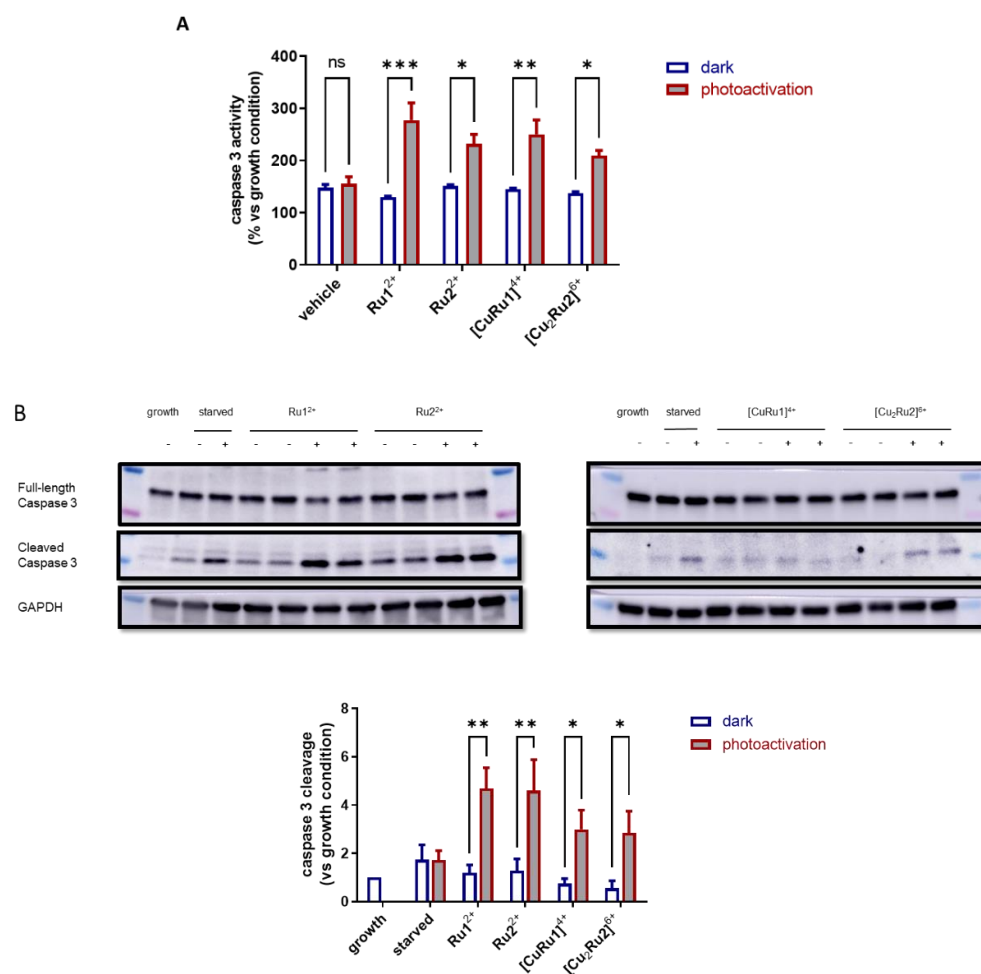 A
400
300
200
100
0
caspase 3 activity
(% vs growth condition)
ns
***
*
**
*
dark
photoactivation
vehicle
Ru1²⁺
Ru2²⁺
[CuRu1]⁴⁺
[Cu₂Ru2]⁶⁺
B
growth starved Ru1²⁺ Ru2²⁺
- - + - - + + - - + +
growth starved [CuRu1]⁴⁺ [Cu₂Ru2]⁶⁺
- - + - - + + - - + +
Full-length
Caspase 3
Cleaved
Caspase 3
GAPDH
8
6
4
2
0
caspase 3 cleavage
(vs growth condition)
**
**
*
*
dark
photoactivation
growth
starved
Ru1²⁺
Ru2²⁺
[CuRu1]⁴⁺
[Cu₂Ru2]⁶⁺